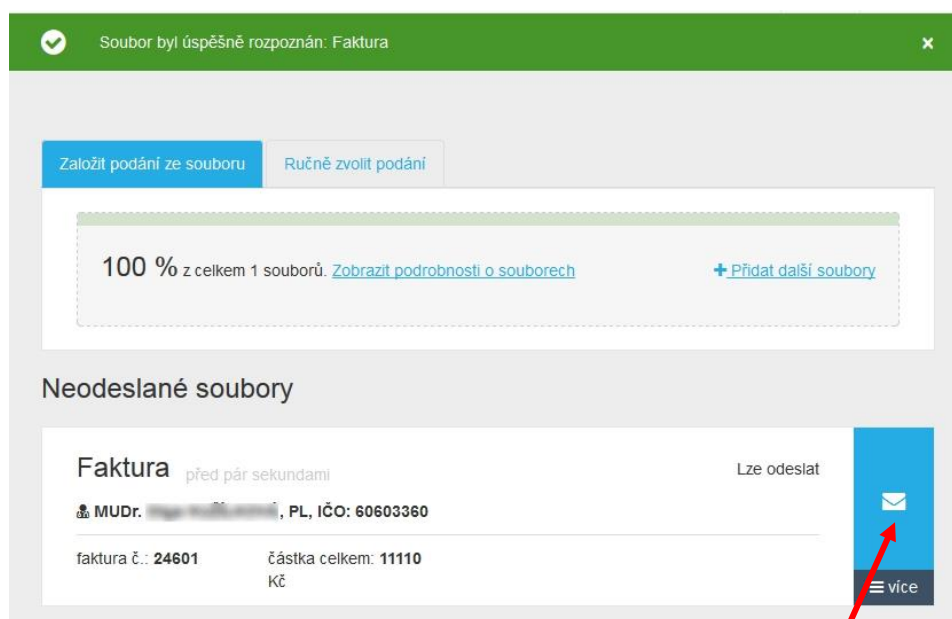 Soubor byl úspěšně rozpoznán: Faktura ×
Založit podání ze souboru Ručně zvolit podání
100 % z celkem 1 souborů. Zobrazit podrobnosti o souborech + Přidat další soubory
Neodeslané soubory
Faktura před pár sekundami Lze odeslat
MUDr. , PL, IČO: 60603360
faktura č.: 24601 částka celkem: 11110
Kč
více